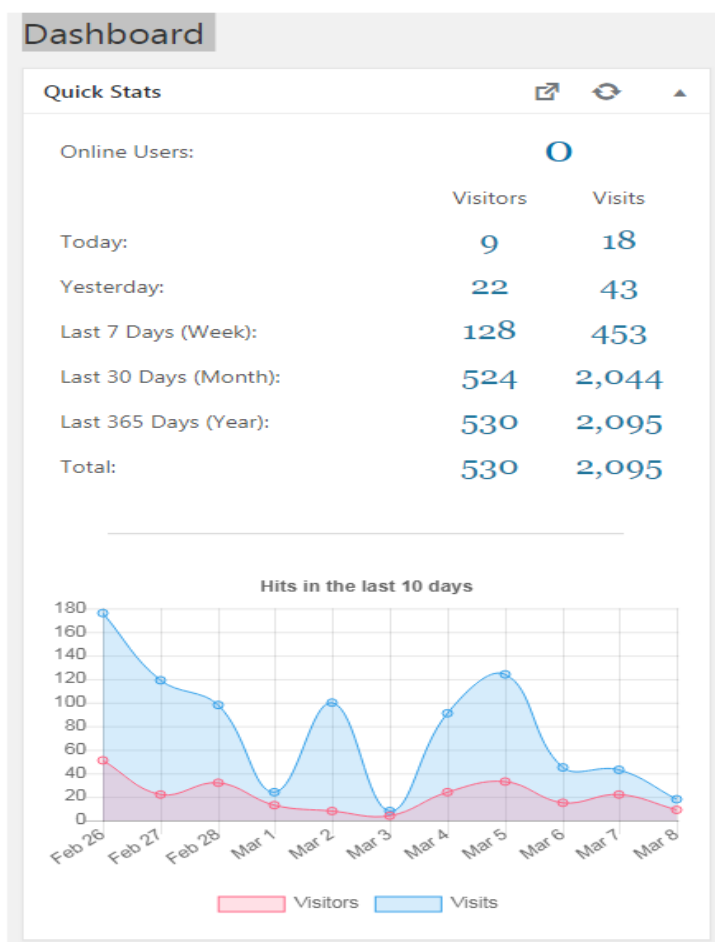 Dashboard
Quick Stats
Online Users: 0
Visitors Visits
Today: 9 18
Yesterday: 22 43
Last 7 Days (Week): 128 453
Last 30 Days (Month): 524 2,044
Last 365 Days (Year): 530 2,095
Total: 530 2,095
Hits in the last 10 days
180
160
140
120
100
80
60
40
20
0
Feb 26 Feb 27 Feb 28 Mar 1 Mar 2 Mar 3 Mar 4 Mar 5 Mar 6 Mar 7 Mar 8
Visitors Visits